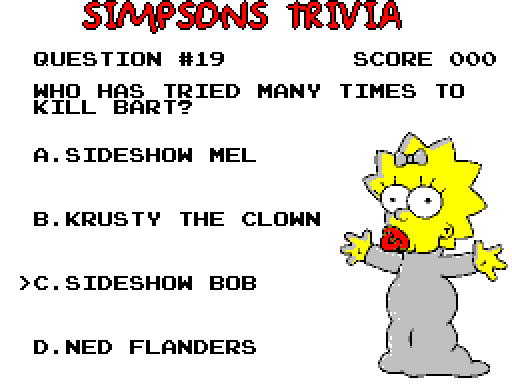 SIMPSONS TRIVIA
QUESTION #19 SCORE 000
WHO HAS TRIED MANY TIMES TO
KILL BART?
A.SIDESHOW MEL
B.KRUSTY THE CLOWN
>C.SIDESHOW BOB
D.NED FLANDERS